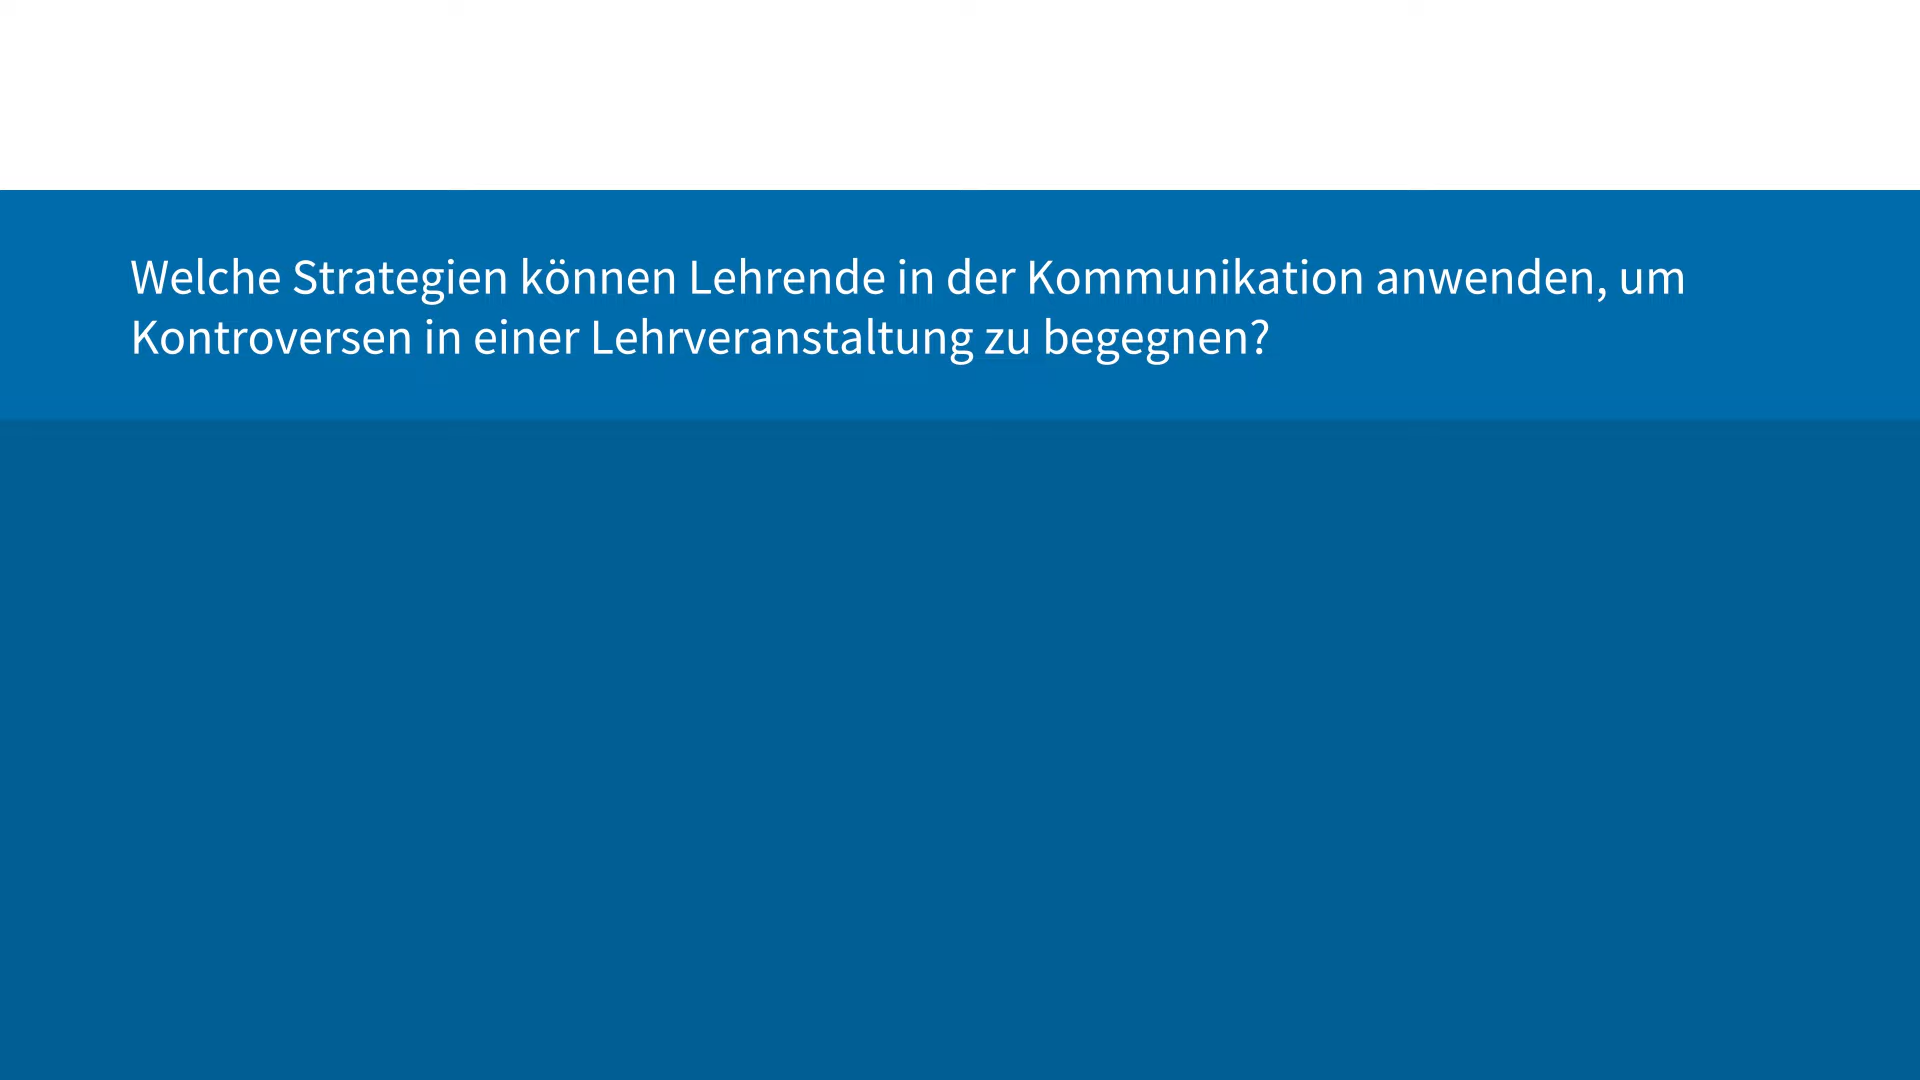 Welche Strategien können Lehrende in der Kommunikation anwenden, um
Kontroversen in einer Lehrveranstaltung zu begegnen?